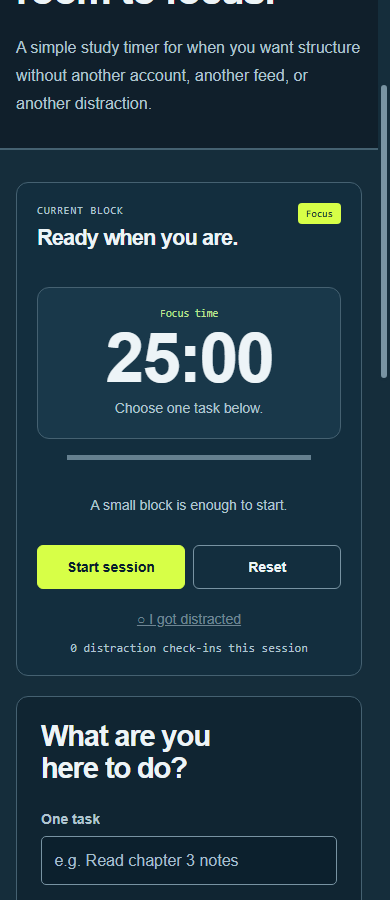 room to focus.
A simple study timer for when you want structure
without another account, another feed, or
another distraction.
CURRENT BLOCK
Focus
Ready when you are.
Focus time
25:00
Choose one task below.
A small block is enough to start.
Start session
Reset
○ I got distracted
0 distraction check-ins this session
What are you
here to do?
One task
e.g. Read chapter 3 notes